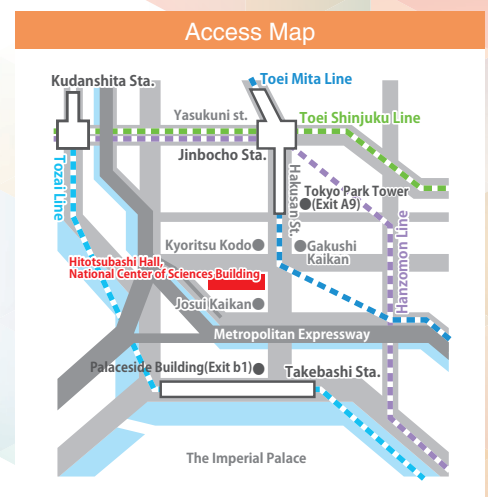 Access Map
Kudanshita Sta.
Toei Mita Line
Yasukuni st.
Toei Shinjuku Line
Jinbocho Sta.
Tozai Line
Hakusan St.
Tokyo Park Tower
(Exit A9)
Kyoritsu Kodo
Gakushi
Kaikan
Hanzomon Line
Hitotsubashi Hall,
National Center of Sciences Building
Josui Kaikan
Metropolitan Expressway
Palaceside Building(Exit b1)
Takebashi Sta.
The Imperial Palace